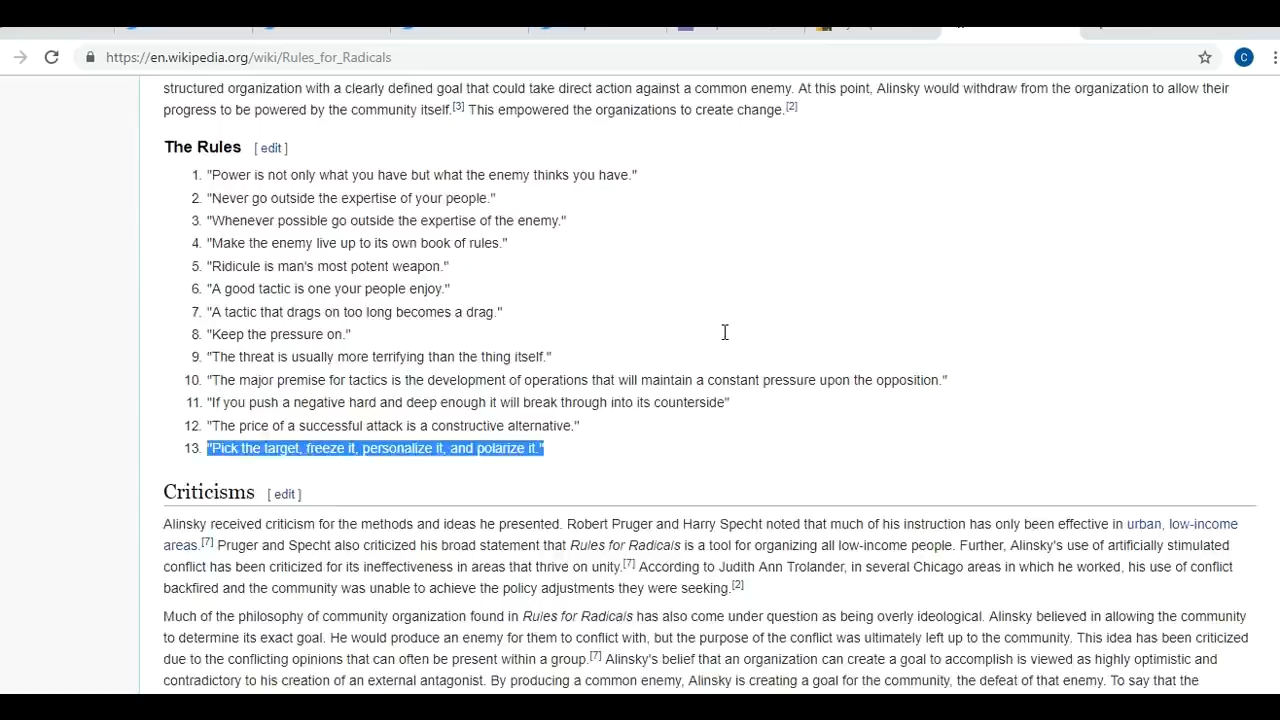 https://en.wikipedia.org/wiki/Rules_for_Radicals
C
structured organization with a clearly defined goal that could take direct action against a common enemy. At this point, Alinsky would withdraw from the organization to allow their
progress to be powered by the community itself.[3] This empowered the organizations to create change.[2]
The Rules [ edit ]
1. "Power is not only what you have but what the enemy thinks you have."
2. "Never go outside the expertise of your people."
3. "Whenever possible go outside the expertise of the enemy."
4. "Make the enemy live up to its own book of rules."
5. "Ridicule is man's most potent weapon."
6. "A good tactic is one your people enjoy."
7. "A tactic that drags on too long becomes a drag."
8. "Keep the pressure on."
9. "The threat is usually more terrifying than the thing itself."
10. "The major premise for tactics is the development of operations that will maintain a constant pressure upon the opposition."
11. "If you push a negative hard and deep enough it will break through into its counterside"
12. "The price of a successful attack is a constructive alternative."
13. "Pick the target, freeze it, personalize it, and polarize it."
Criticisms [ edit ]
Alinsky received criticism for the methods and ideas he presented. Robert Pruger and Harry Specht noted that much of his instruction has only been effective in urban, low-income
areas.[7] Pruger and Specht also criticized his broad statement that Rules for Radicals is a tool for organizing all low-income people. Further, Alinsky's use of artificially stimulated
conflict has been criticized for its ineffectiveness in areas that thrive on unity.[7] According to Judith Ann Trolander, in several Chicago areas in which he worked, his use of conflict
backfired and the community was unable to achieve the policy adjustments they were seeking.[2]
Much of the philosophy of community organization found in Rules for Radicals has also come under question as being overly ideological. Alinsky believed in allowing the community
to determine its exact goal. He would produce an enemy for them to conflict with, but the purpose of the conflict was ultimately left up to the community. This idea has been criticized
due to the conflicting opinions that can often be present within a group.[7] Alinsky's belief that an organization can create a goal to accomplish is viewed as highly optimistic and
contradictory to his creation of an external antagonist. By producing a common enemy, Alinsky is creating a goal for the community, the defeat of that enemy. To say that the